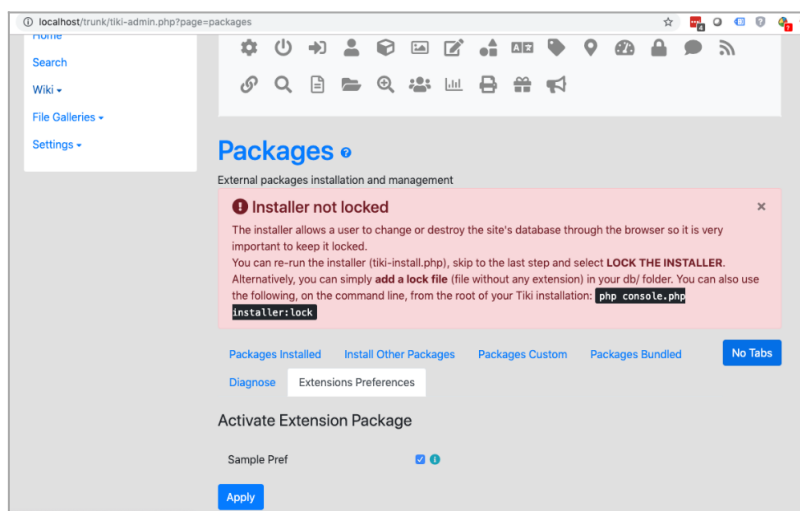 localhost/trunk/tiki-admin.php?page=packages
Home
Search
Wiki
File Galleries
Settings
Packages
External packages installation and management
Installer not locked
×
The installer allows a user to change or destroy the site's database through the browser so it is very
important to keep it locked.
You can re-run the installer (tiki-install.php), skip to the last step and select LOCK THE INSTALLER.
Alternatively, you can simply add a lock file (file without any extension) in your db/ folder. You can also use
the following, on the command line, from the root of your Tiki installation: php console.php
installer:lock
Packages Installed Install Other Packages Packages Custom Packages Bundled No Tabs
Diagnose Extensions Preferences
Activate Extension Package
Sample Pref
Apply